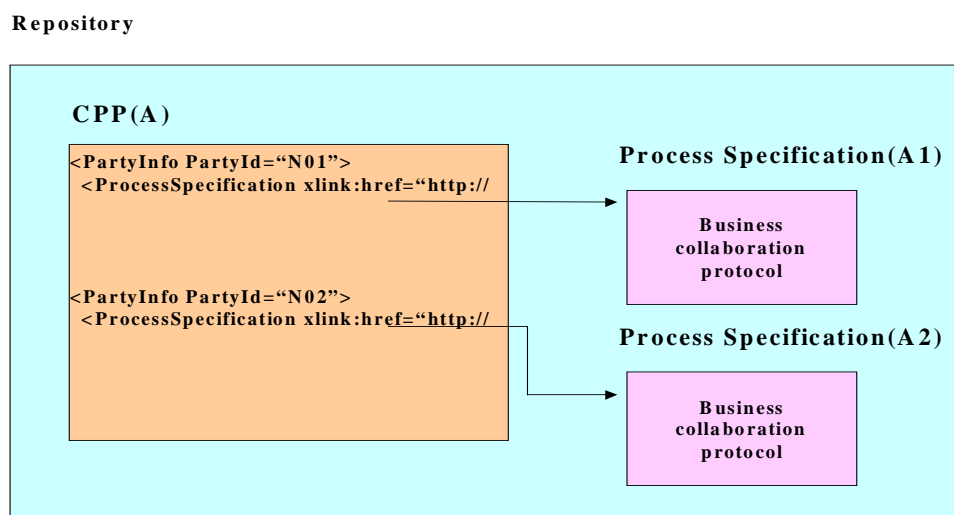 Repository
CPP(A)
<PartyInfo PartyId=“N01”>
<ProcessSpecification xlink:href=“http://
Process Specification(A1)
Business
collaboration
protocol
<PartyInfo PartyId=“N02”>
<ProcessSpecification xlink:href=“http://
Process Specification(A2)
Business
collaboration
protocol